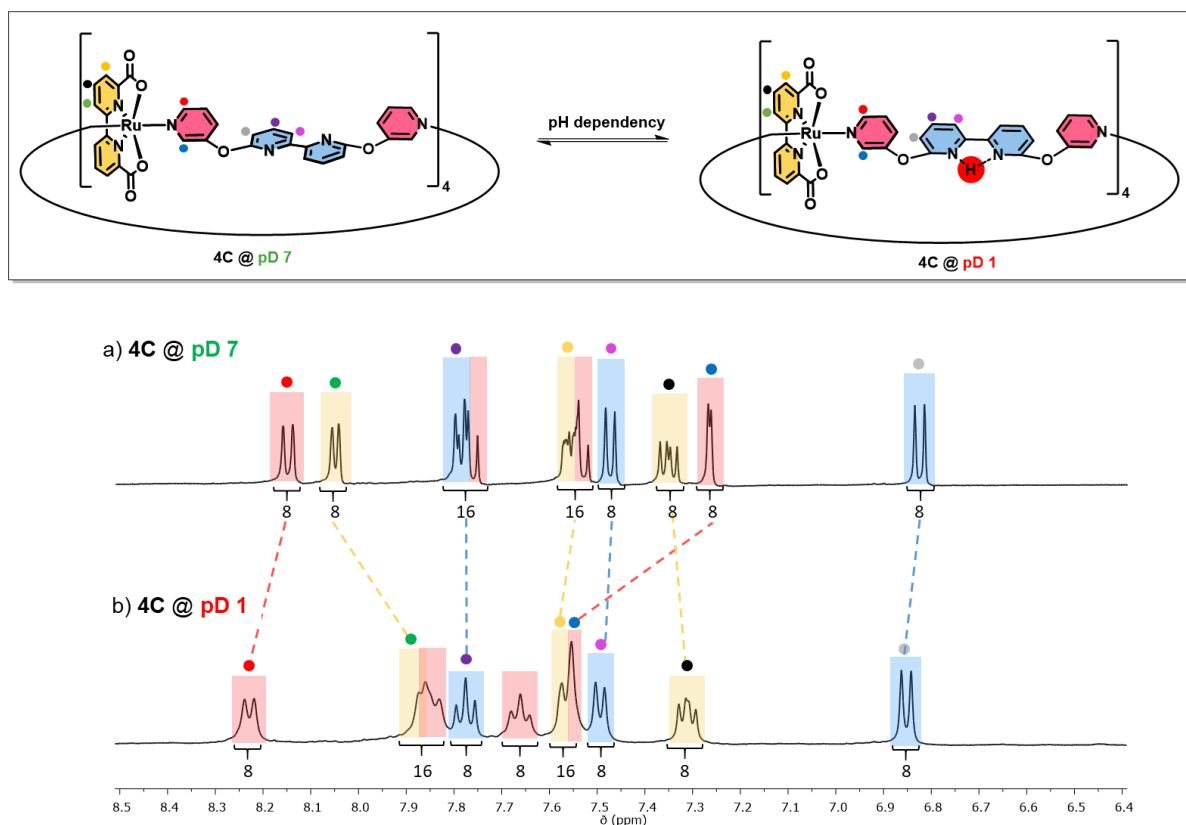 O O
O O
Ru N N
N N N
O O
N N
O O
4
4C @ pD 7
pH dependency
O O
O O
Ru N N
N N N
O O
N N
H
O O
4
4C @ pD 1
a) 4C @ pD 7
8 8 16 16 8 8 8 8
b) 4C @ pD 1
8 16 8 8 16 8 8 8
8.5 8.4 8.3 8.2 8.1 8.0 7.9 7.8 7.7 7.6 7.5 7.4 7.3 7.2 7.1 7.0 6.9 6.8 6.7 6.6 6.5 6.4
∂ (ppm)